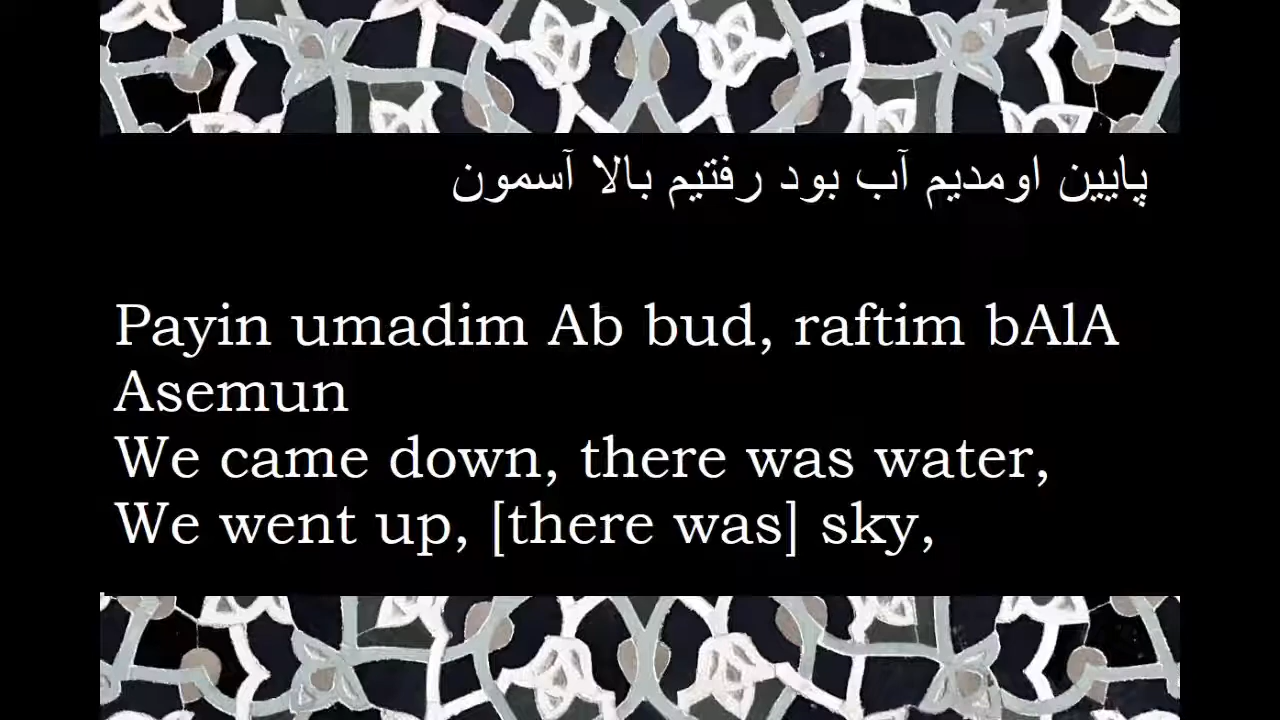 پایین اومدیم آب بود رفتیم بالا آسمون
Payin umadim Ab bud, raftim bAlA
Asemun
We came down, there was water,
We went up, [there was] sky,